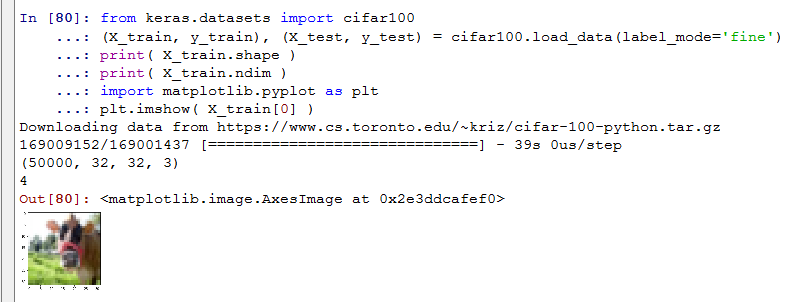 In [80]: from keras.datasets import cifar100
    ...: (X_train, y_train), (X_test, y_test) = cifar100.load_data(label_mode='fine')
    ...: print( X_train.shape )
    ...: print( X_train.ndim )
    ...: import matplotlib.pyplot as plt
    ...: plt.imshow( X_train[0] )
Downloading data from https://www.cs.toronto.edu/~kriz/cifar-100-python.tar.gz
169009152/169001437 [==============================] - 39s 0us/step
(50000, 32, 32, 3)
4
Out[80]: <matplotlib.image.AxesImage at 0x2e3ddcafef0>